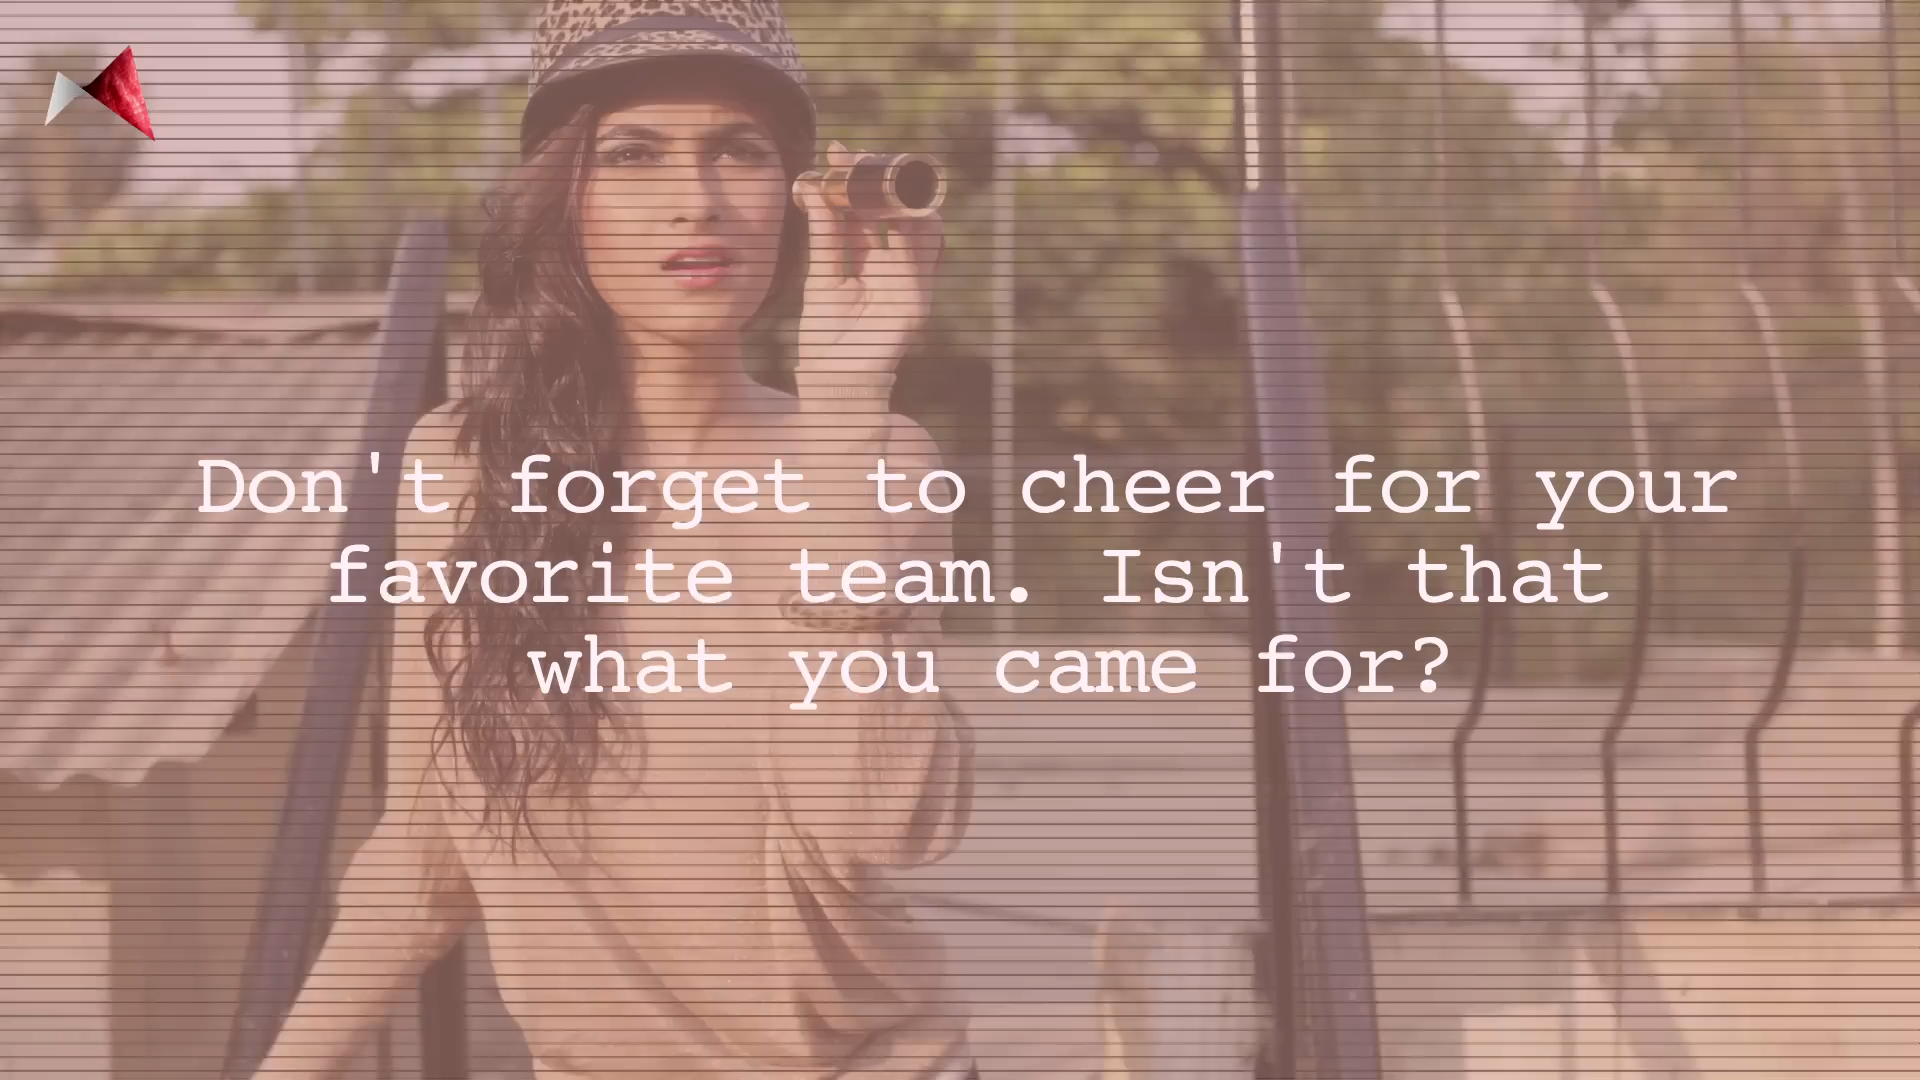 Don't forget to cheer for your
favorite team. Isn't that
what you came for?